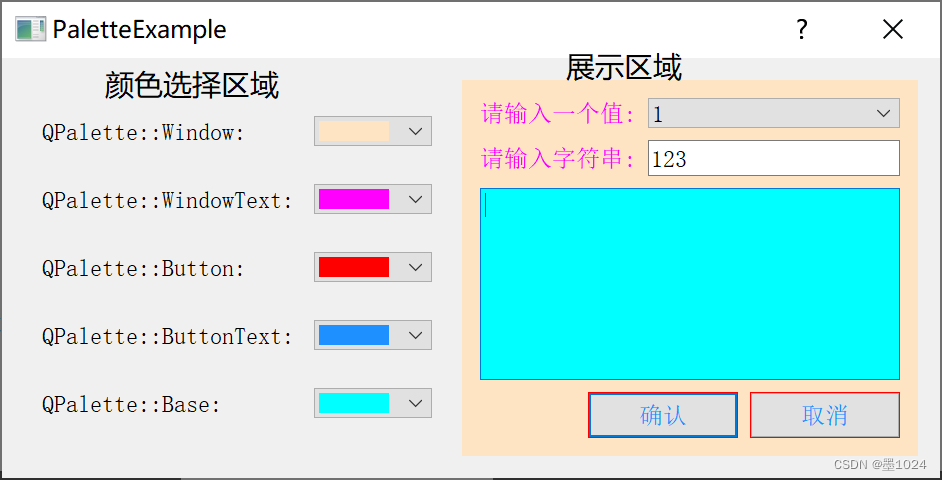 PaletteExample
?
颜色选择区域
QPalette::Window:
QPalette::WindowText:
QPalette::Button:
QPalette::ButtonText:
QPalette::Base:
展示区域
请输入一个值: 1
请输入字符串: 123
确认 取消
CSDN @墨1024